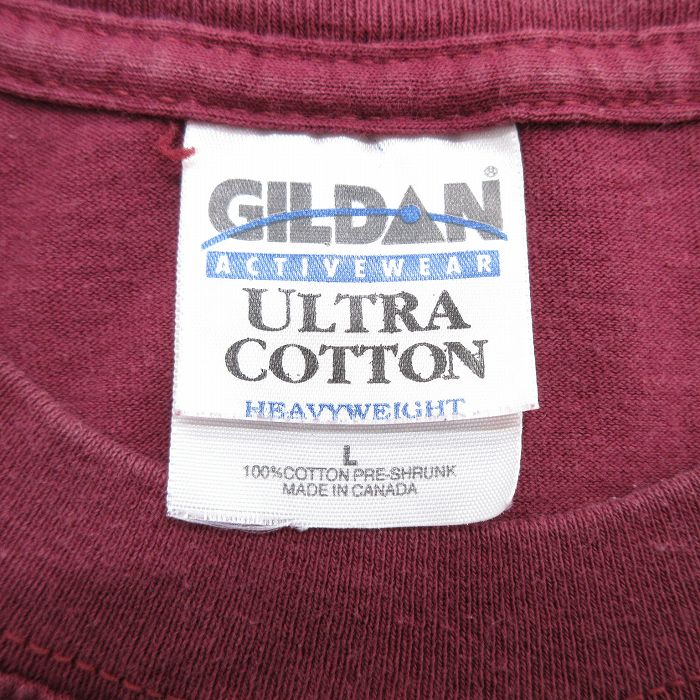 GILDAN®
ACTIVEWEAR
ULTRA
COTTON
HEAVYWEIGHT
L
100% COTTON PRE-SHRUNK
MADE IN CANADA